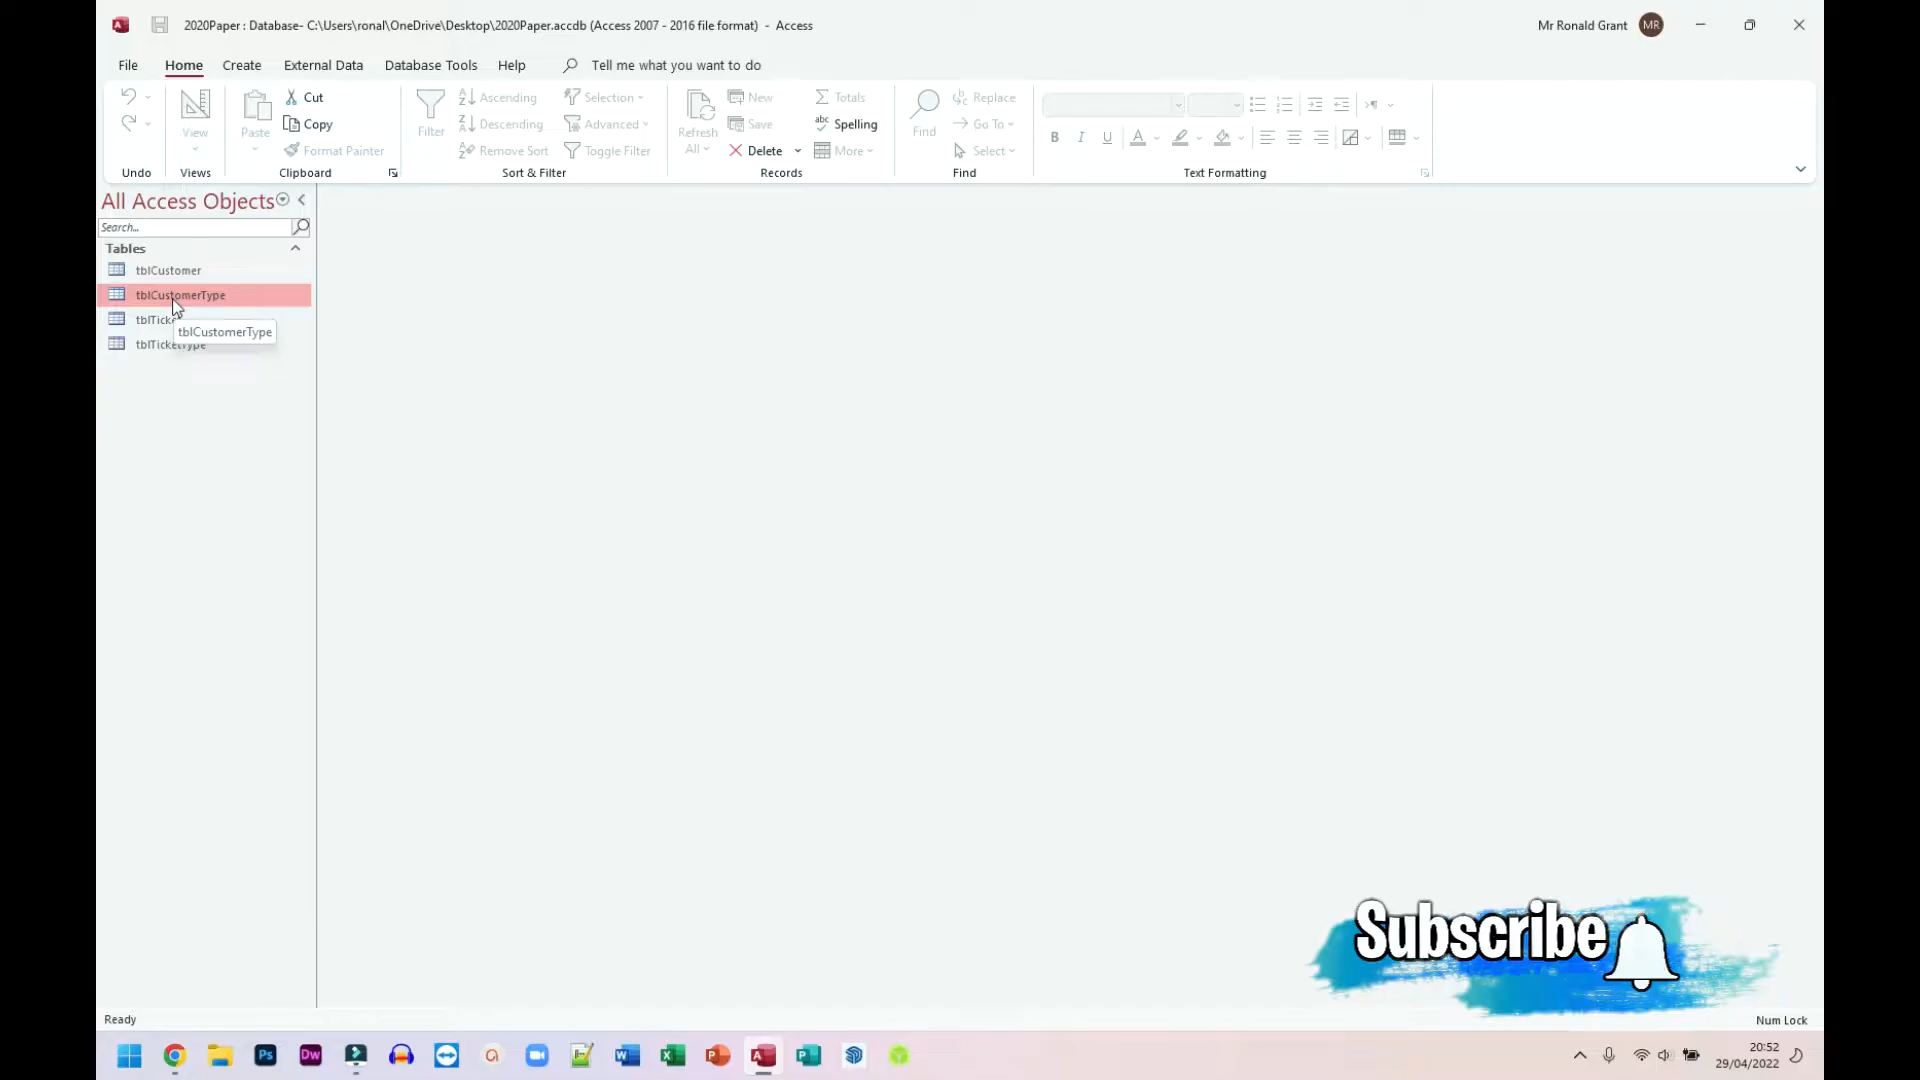 2020Paper : Database- C:\Users\ronal\OneDrive\Desktop\2020Paper.accdb (Access 2007 - 2016 file format) - Access
Mr Ronald Grant MR
File Home Create External Data Database Tools Help Tell me what you want to do
View
Paste
Cut
Copy
Format Painter
Filter
Ascending
Descending
Remove Sort
Selection
Advanced
Toggle Filter
Refresh
All
New
Save
Delete
Totals
Spelling
More
Find
Replace
Go To
Select
B I U A
Undo Views Clipboard Sort & Filter Records Find Text Formatting
All Access Objects
Search...
Tables
tblCustomer
tblCustomerType
tblTicke
tblCustomerType
tblTicketType
Subscribe
Ready
Num Lock
Ps Dw
20:52
29/04/2022